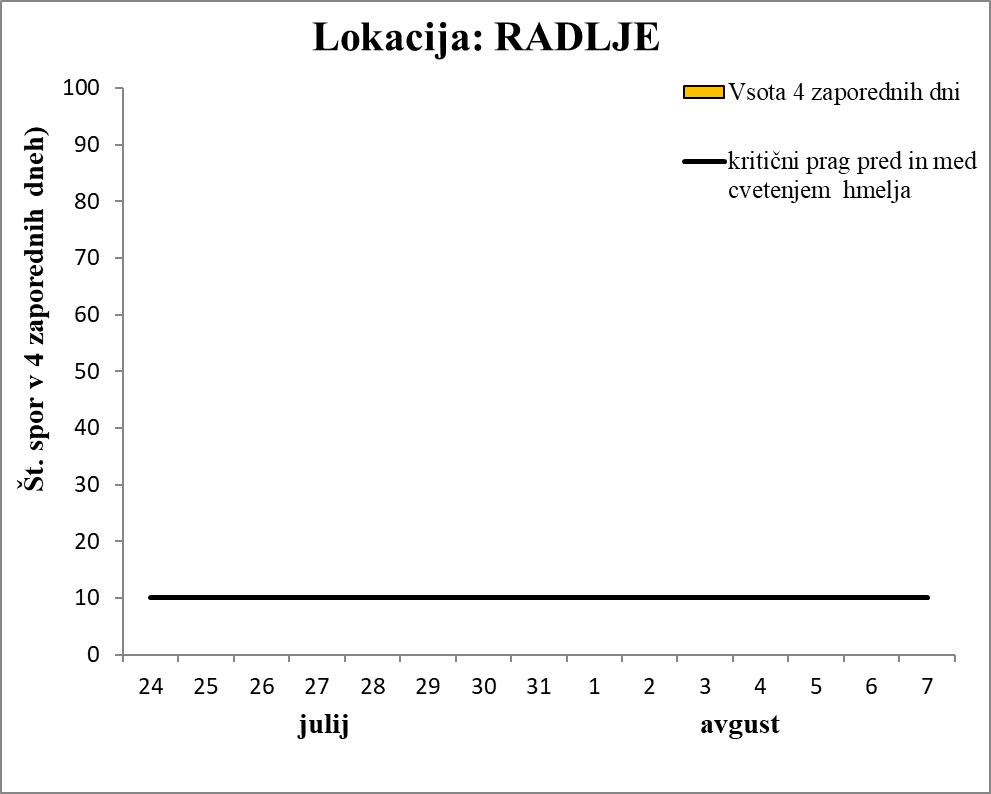 Lokacija: RADLJE
Vsota 4 zaporednih dni
kritični prag pred in med
cvetenjem hmelja
Št. spor v 4 zaporednih dneh)
100
90
80
70
60
50
40
30
20
10
0
24 25 26 27 28 29 30 31 1 2 3 4 5 6 7
julij avgust